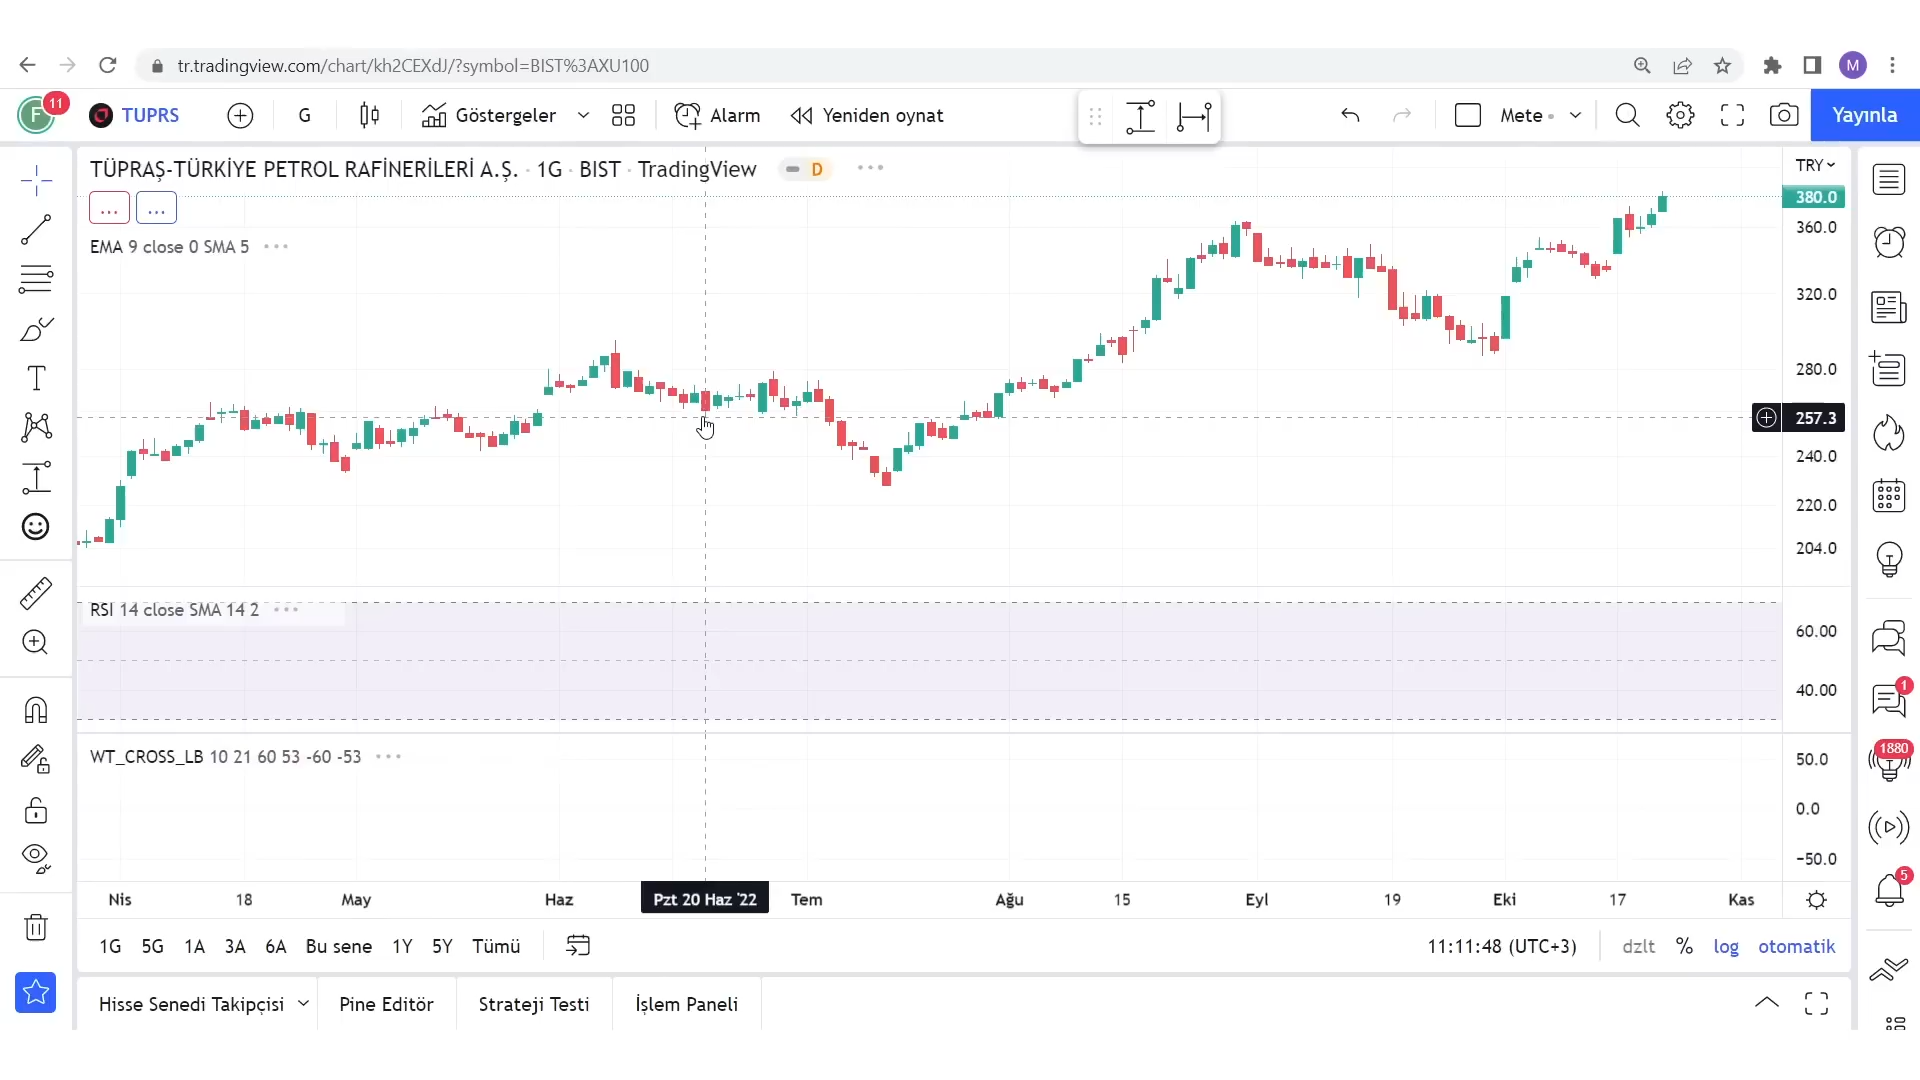 tr.tradingview.com/chart/kh2CEXdJ/?symbol=BIST%3AXU100
M
F 11 TUPRS G Göstergeler Alarm Yeniden oynat Mete Yayınla
TÜPRAŞ-TÜRKİYE PETROL RAFİNERİLERİ A.Ş. · 1G · BIST · TradingView D
TRY
... ...
EMA 9 close 0 SMA 5
380.0
360.0
320.0
280.0
257.3
240.0
220.0
204.0
RSI 14 close SMA 14 2
60.00
40.00
1
1880
WT_CROSS_LB 10 21 60 53 -60 -53
50.0
0.0
−50.0
5
Nis 18 May Haz Pzt 20 Haz '22 Tem Ağu 15 Eyl 19 Eki 17 Kas
1G 5G 1A 3A 6A Bu sene 1Y 5Y Tümü 11:11:48 (UTC+3) dzlt % log otomatik
Hisse Senedi Takipçisi Pine Editör Strateji Testi İşlem Paneli